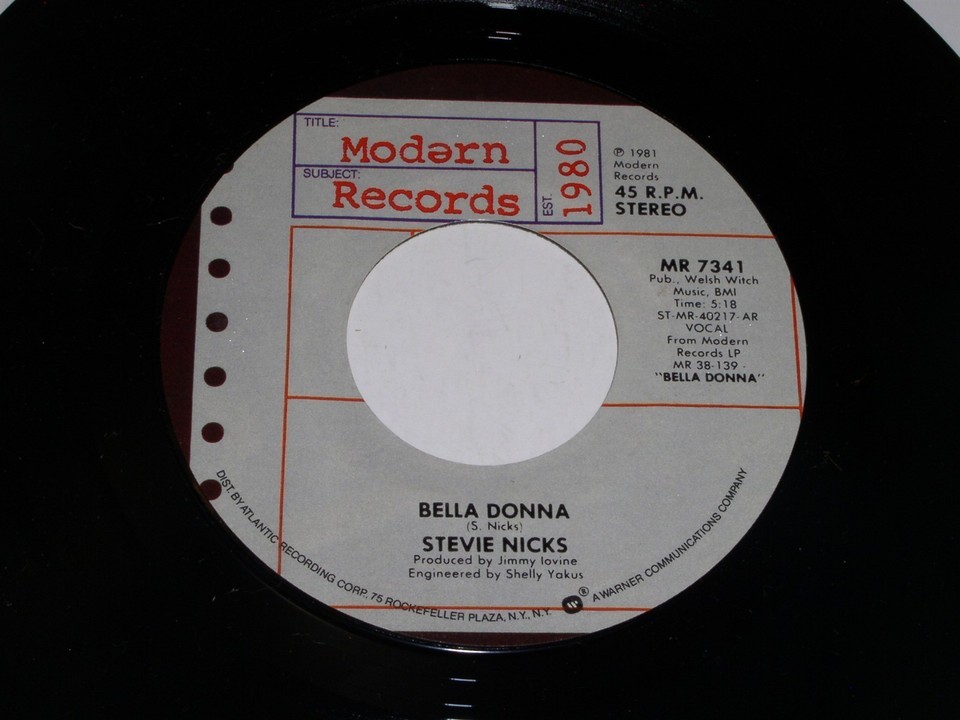 TITLE:
Modərn
SUBJECT:
Records
EST.
1980
℗ 1981
Modern
Records
45 R.P.M.
STEREO
MR 7341
Pub., Welsh Witch
Music, BMI
Time: 5:18
ST-MR-40217-AR
VOCAL
From Modern
Records LP
MR 38-139 -
"BELLA DONNA"
BELLA DONNA
(S. Nicks)
STEVIE NICKS
Produced by Jimmy Iovine
Engineered by Shelly Yakus
DIST. BY ATLANTIC RECORDING CORP., 75 ROCKEFELLER PLAZA, N.Y., N.Y. ® A WARNER COMMUNICATIONS COMPANY